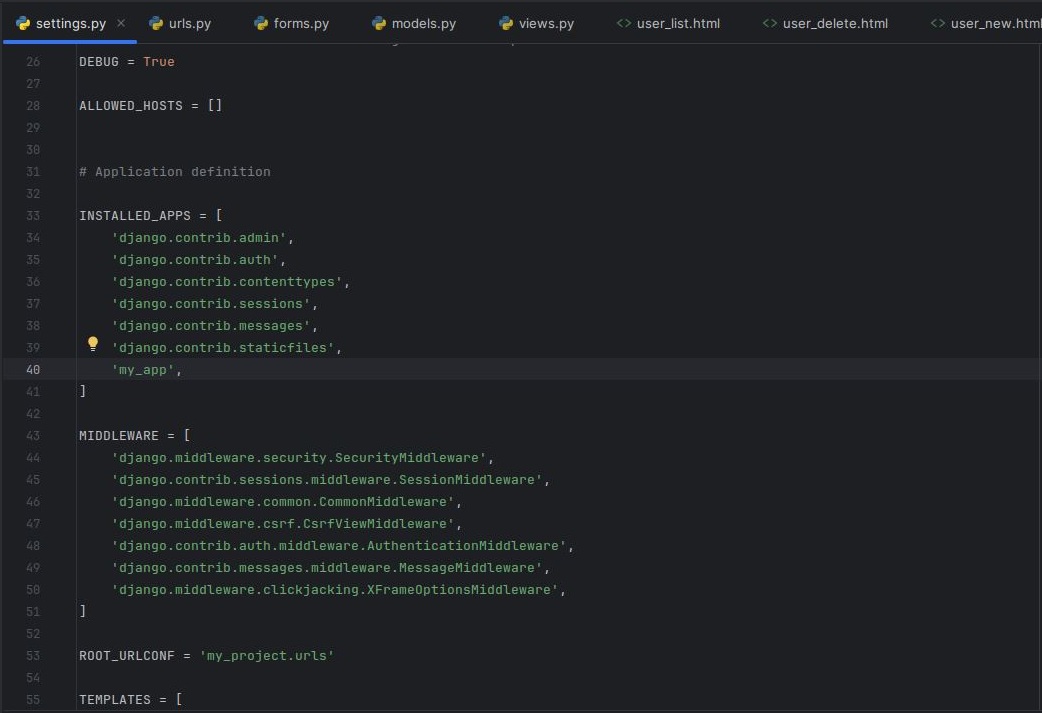 settings.py urls.py forms.py models.py views.py user_list.html user_delete.html user_new.html
26 DEBUG = True
27
28 ALLOWED_HOSTS = []
29
30
31 # Application definition
32
33 INSTALLED_APPS = [
34 'django.contrib.admin',
35 'django.contrib.auth',
36 'django.contrib.contenttypes',
37 'django.contrib.sessions',
38 'django.contrib.messages',
39 'django.contrib.staticfiles',
40 'my_app',
41 ]
42
43 MIDDLEWARE = [
44 'django.middleware.security.SecurityMiddleware',
45 'django.contrib.sessions.middleware.SessionMiddleware',
46 'django.middleware.common.CommonMiddleware',
47 'django.middleware.csrf.CsrfViewMiddleware',
48 'django.contrib.auth.middleware.AuthenticationMiddleware',
49 'django.contrib.messages.middleware.MessageMiddleware',
50 'django.middleware.clickjacking.XFrameOptionsMiddleware',
51 ]
52
53 ROOT_URLCONF = 'my_project.urls'
54
55 TEMPLATES = [